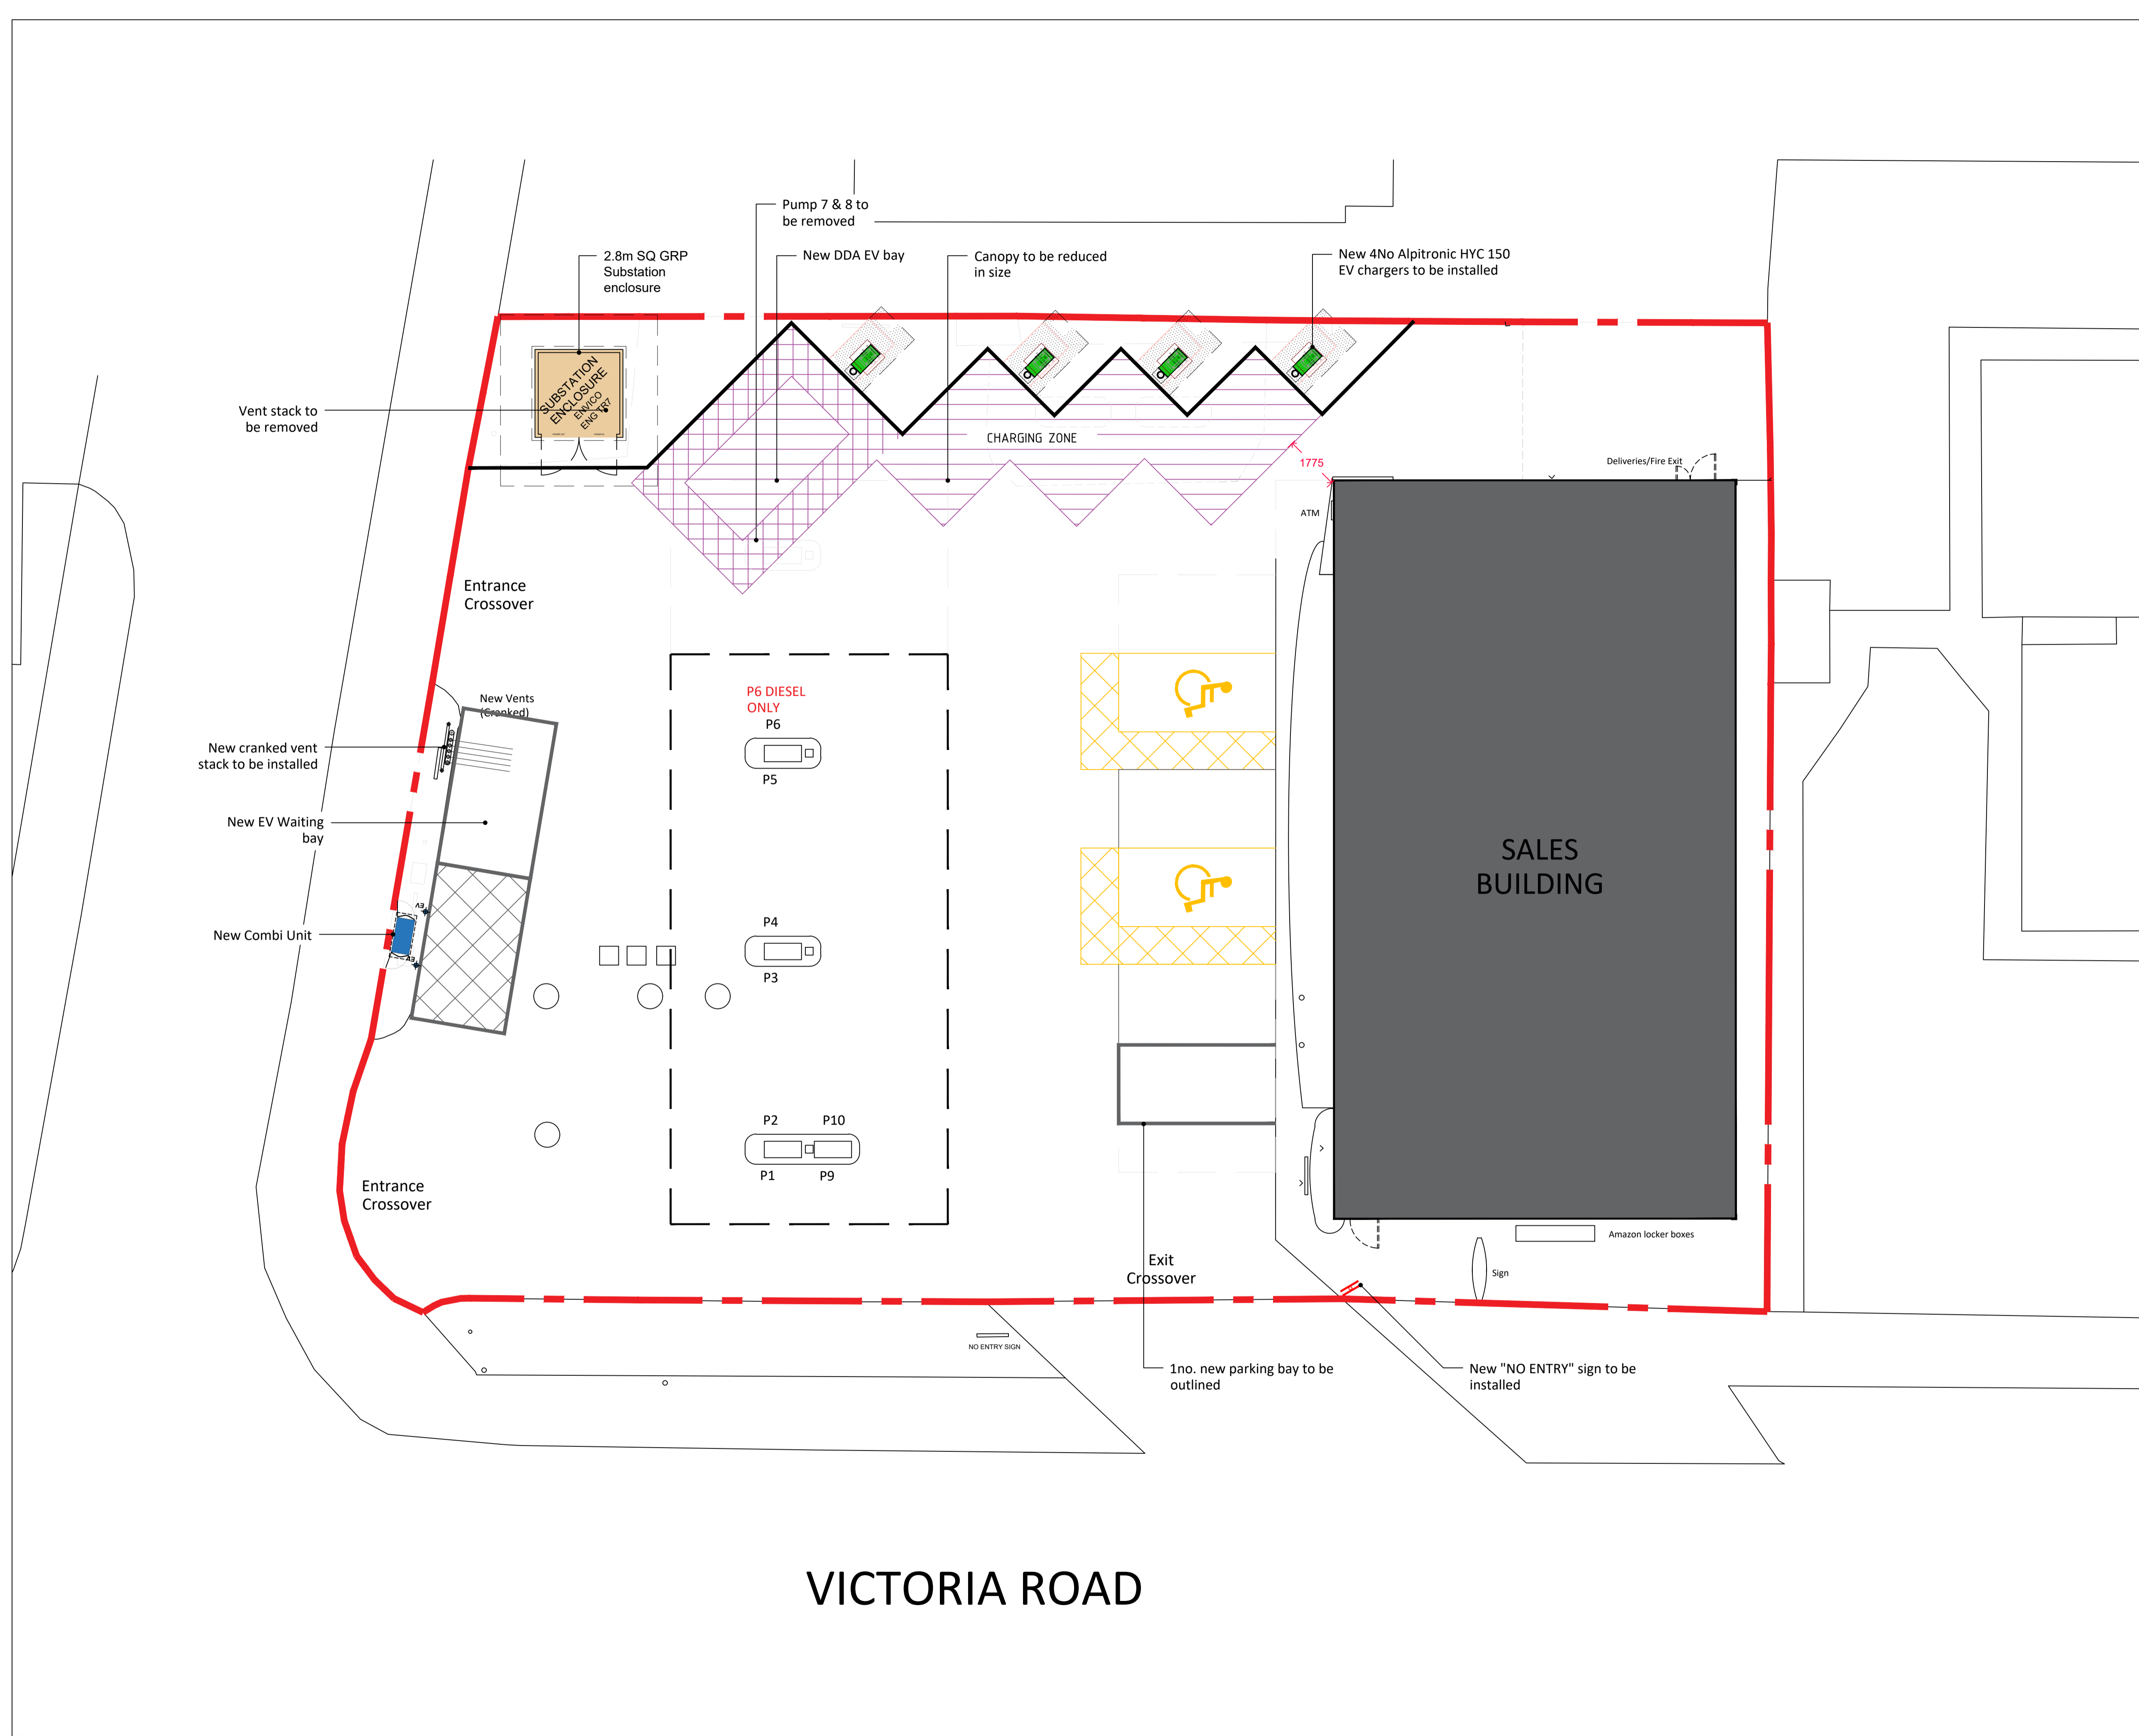 Pump 7 & 8 to
be removed
2.8m SQ GRP
Substation
enclosure
New DDA EV bay
Canopy to be reduced
in size
New 4No Alpitronic HYC 150
EV chargers to be installed
SUBSTATION
ENCLOSURE
ENVICO
ENG TR7
Vent stack to
be removed
CHARGING ZONE
1775
Deliveries/Fire Exit
ATM
Entrance
Crossover
New Vents
(Cranked)
P6 DIESEL
ONLY
P6
P5
New cranked vent
stack to be installed
New EV Waiting
bay
SALES
BUILDING
EV
New Combi Unit
EV
P4
P3
P2
P10
P1
P9
Entrance
Crossover
Amazon locker boxes
Exit
Crossover
Sign
NO ENTRY SIGN
1no. new parking bay to be
outlined
New "NO ENTRY" sign to be
installed
VICTORIA ROAD